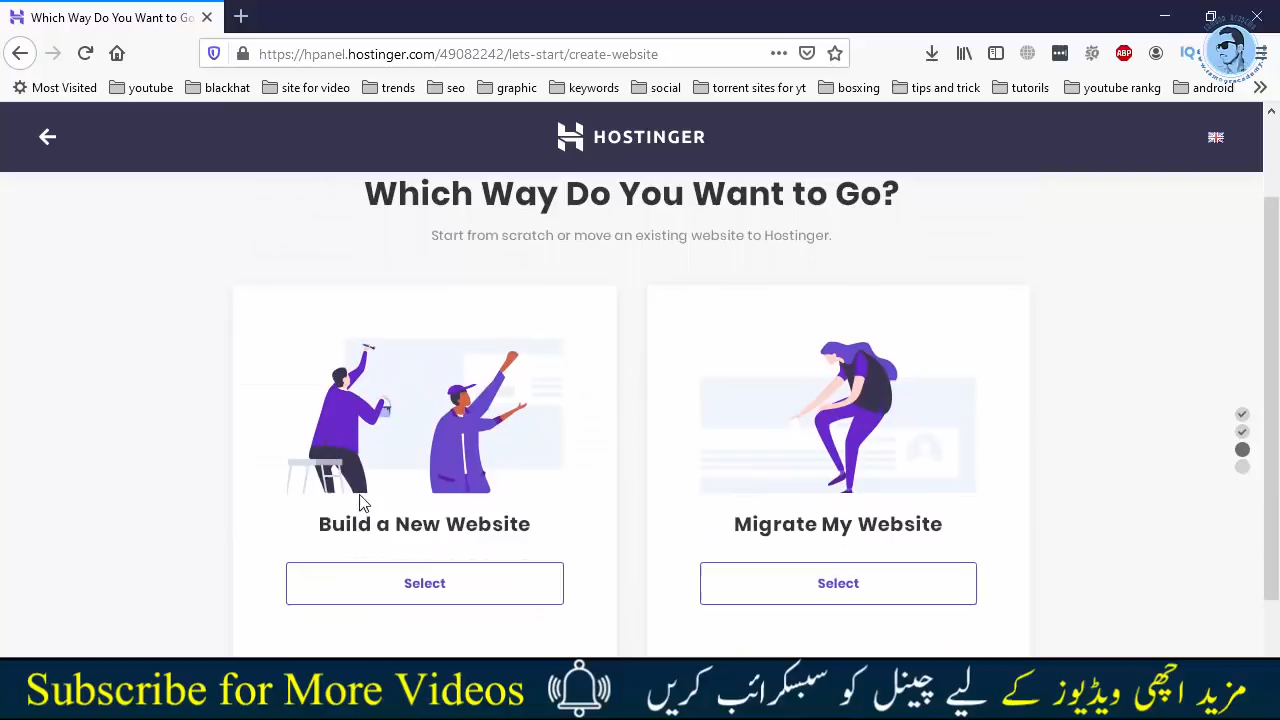 Which Way Do You Want to Go
https://hpanel.hostinger.com/49082242/lets-start/create-website
ABP
IQ
Most Visited
youtube
blackhat
site for video
trends
seo
graphic
keywords
social
torrent sites for yt
bosxing
tips and trick
tutorils
youtube rankg
android
HOSTINGER
Which Way Do You Want to Go?
Start from scratch or move an existing website to Hostinger.
Build a New Website
Migrate My Website
Select
Select
Subscribe for More Videos
مزید اچھی ویڈیوز کے لیے چینل کو سبسکرائب کریں